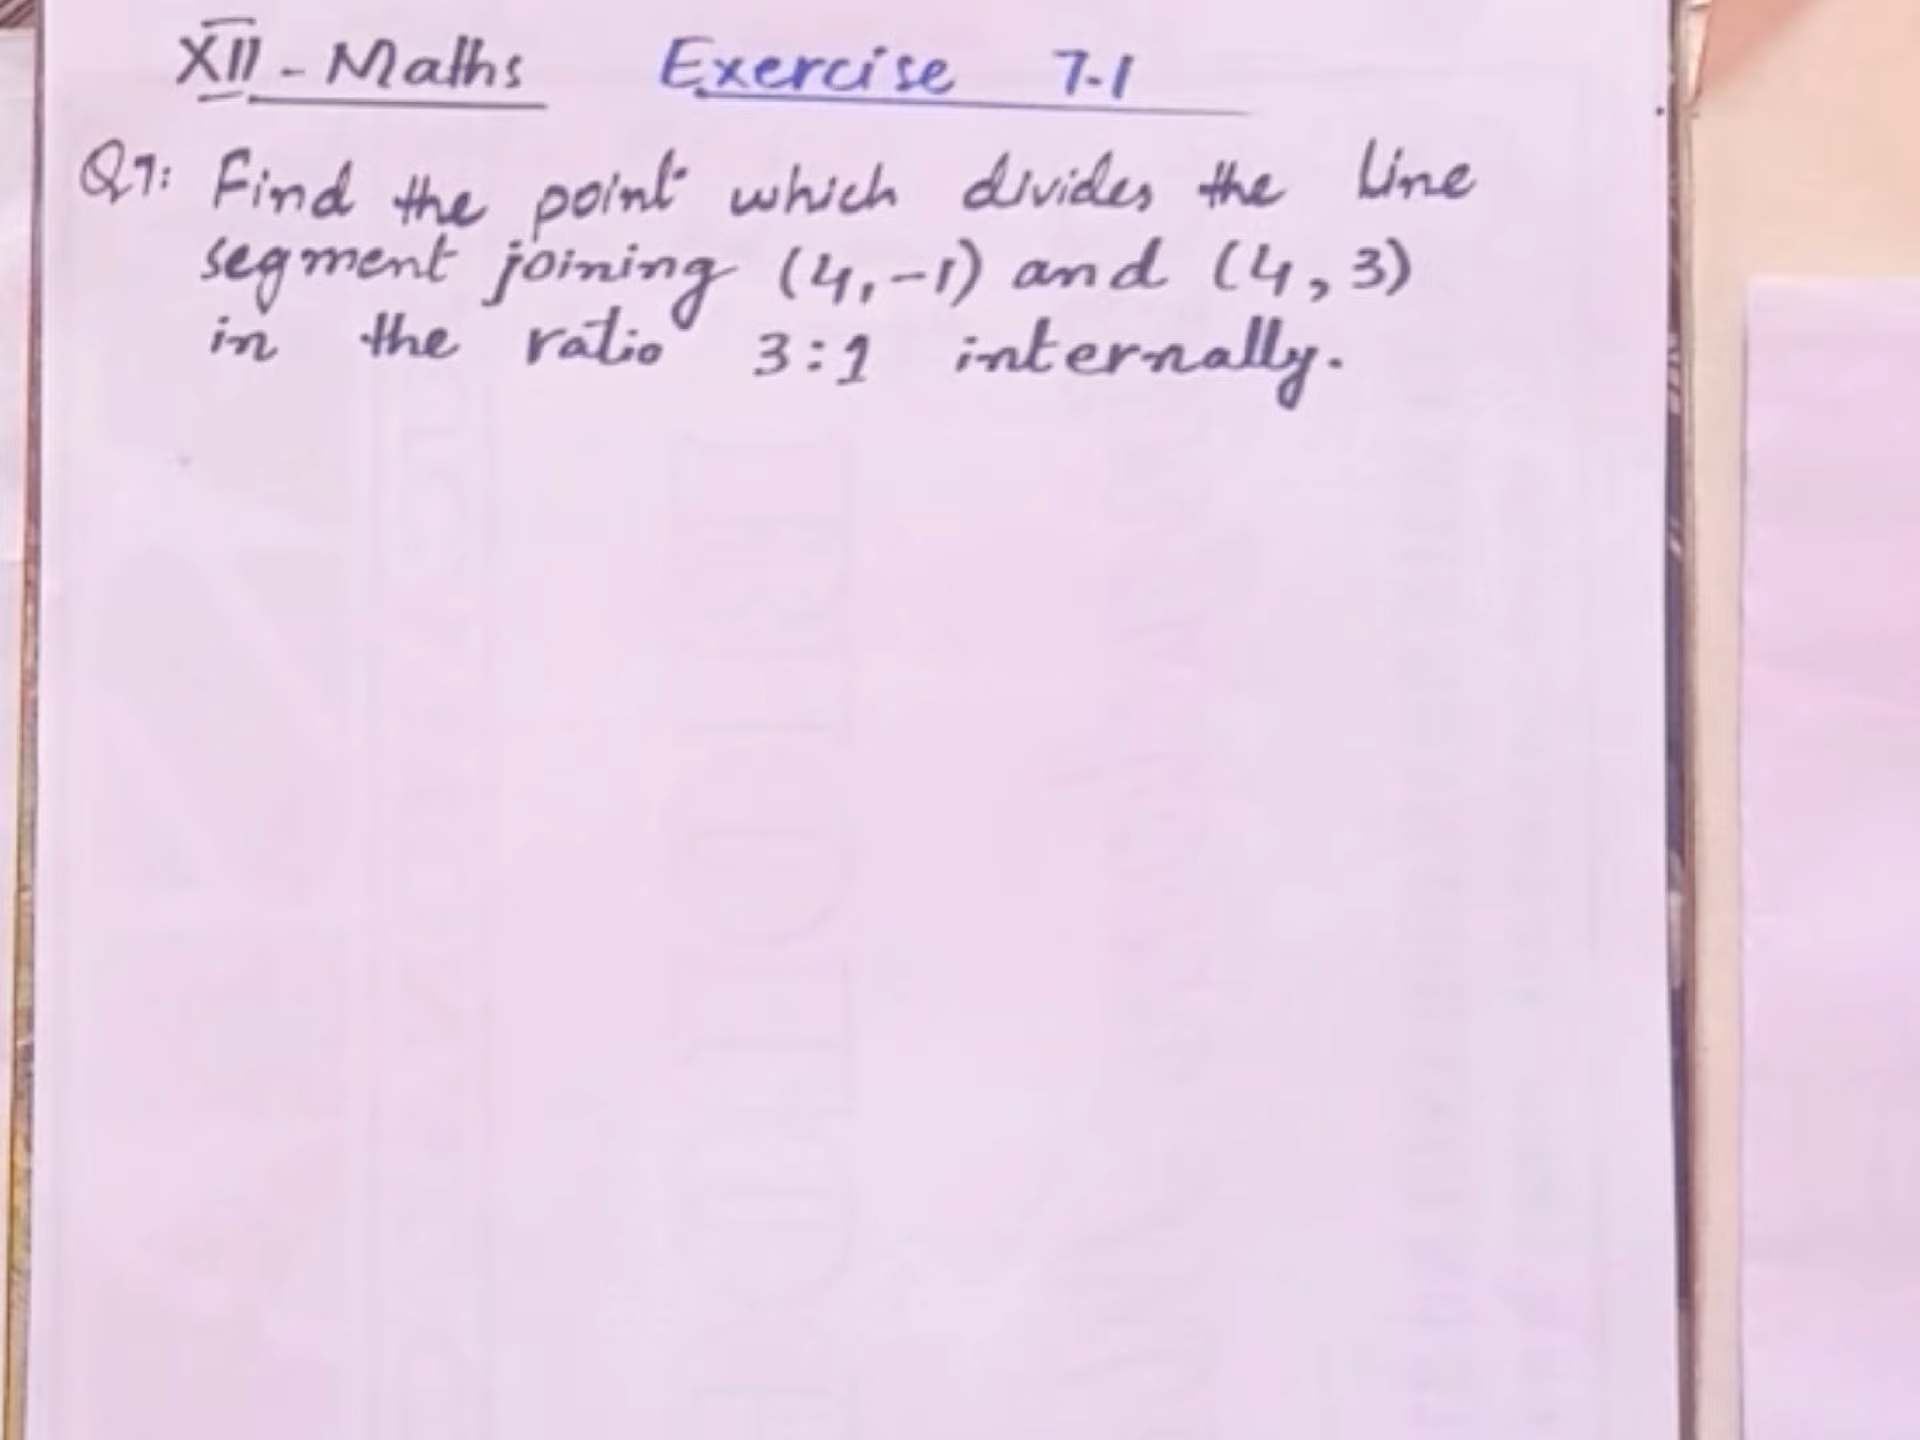 XII - Maths Exercise 7.1
Q7: Find the point which divides the line
segment joining (4,-1) and (4,3)
in the ratio 3:1 internally.